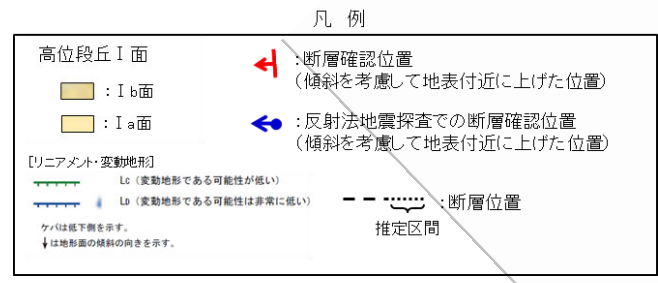 凡 例
高位段丘Ⅰ面
：Ⅰb面
：Ⅰa面
[リニアメント・変動地形]
Lc（変動地形である可能性が低い）
LD（変動地形である可能性は非常に低い）
ケバは低下側を示す。
↓は地形面の傾斜の向きを示す。
：断層確認位置
（傾斜を考慮して地表付近に上げた位置）
：反射法地震探査での断層確認位置
（傾斜を考慮して地表付近に上げた位置）
：断層位置
推定区間